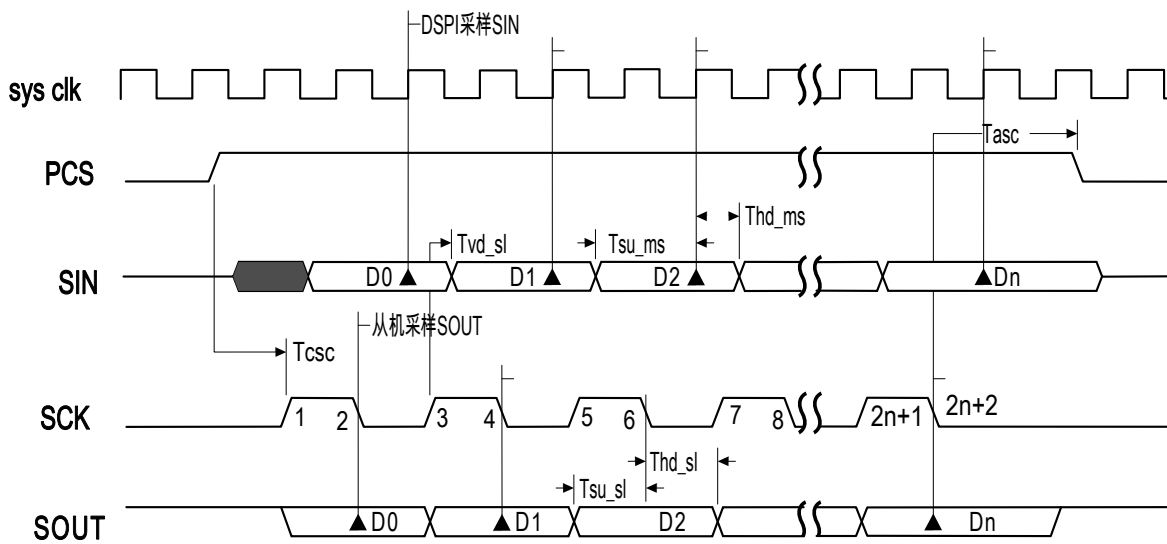 DSPI采样SIN
sys clk
Tasc
PCS
Thd_ms
Tvd_sl
Tsu_ms
SIN
D0
D1
D2
Dn
从机采样SOUT
Tcsc
SCK
1
2
3
4
5
6
7
8
2n+1
2n+2
Thd_sl
Tsu_sl
SOUT
D0
D1
D2
Dn